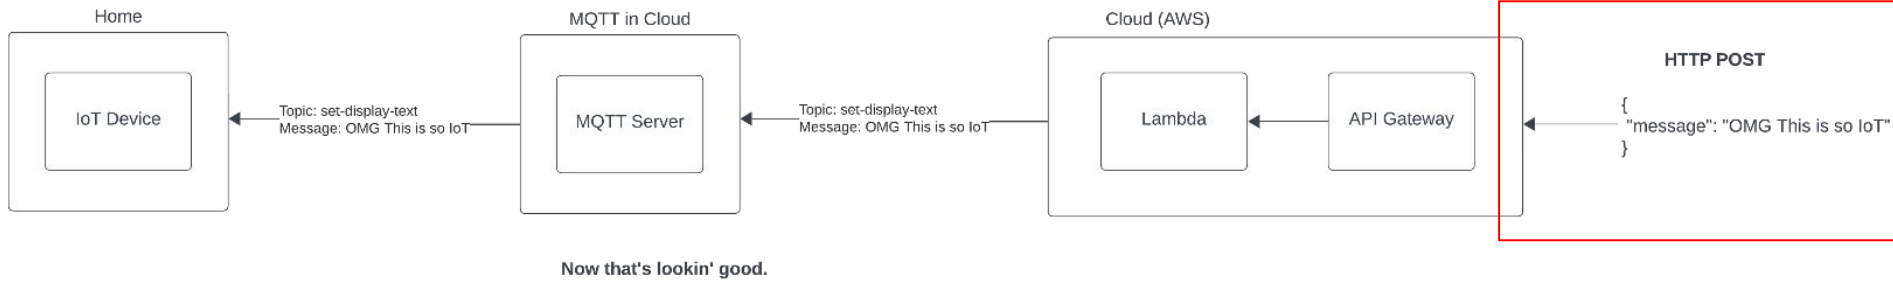 Home
MQTT in Cloud
Cloud (AWS)
HTTP POST
IoT Device
Topic: set-display-text
Message: OMG This is so IoT
MQTT Server
Topic: set-display-text
Message: OMG This is so IoT
Lambda
API Gateway
{
"message": "OMG This is so IoT"
}
Now that's lookin' good.